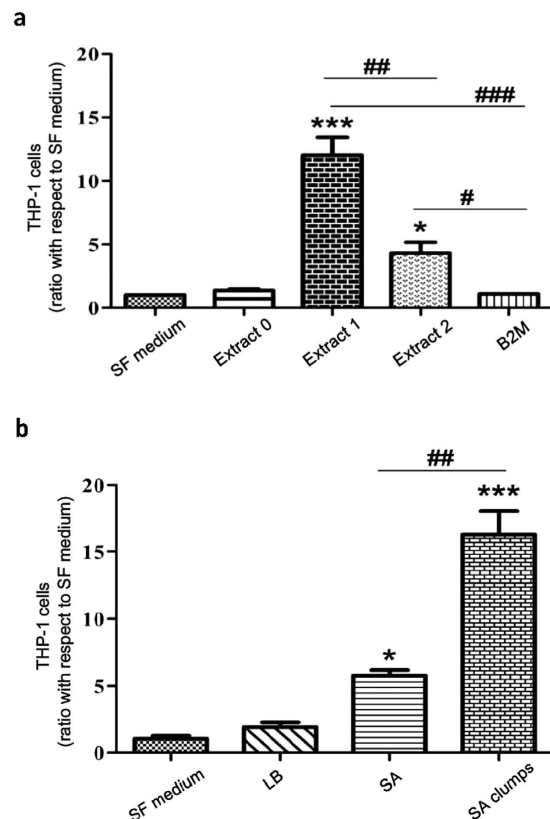 a
##
###
***
#
*
20
15
10
5
0
THP-1 cells
(ratio with respect to SF medium)
SF medium
Extract 0
Extract 1
Extract 2
B2M
b
##
***
*
20
15
10
5
0
THP-1 cells
(ratio with respect to SF medium)
SF medium
LB
SA
SA clumps